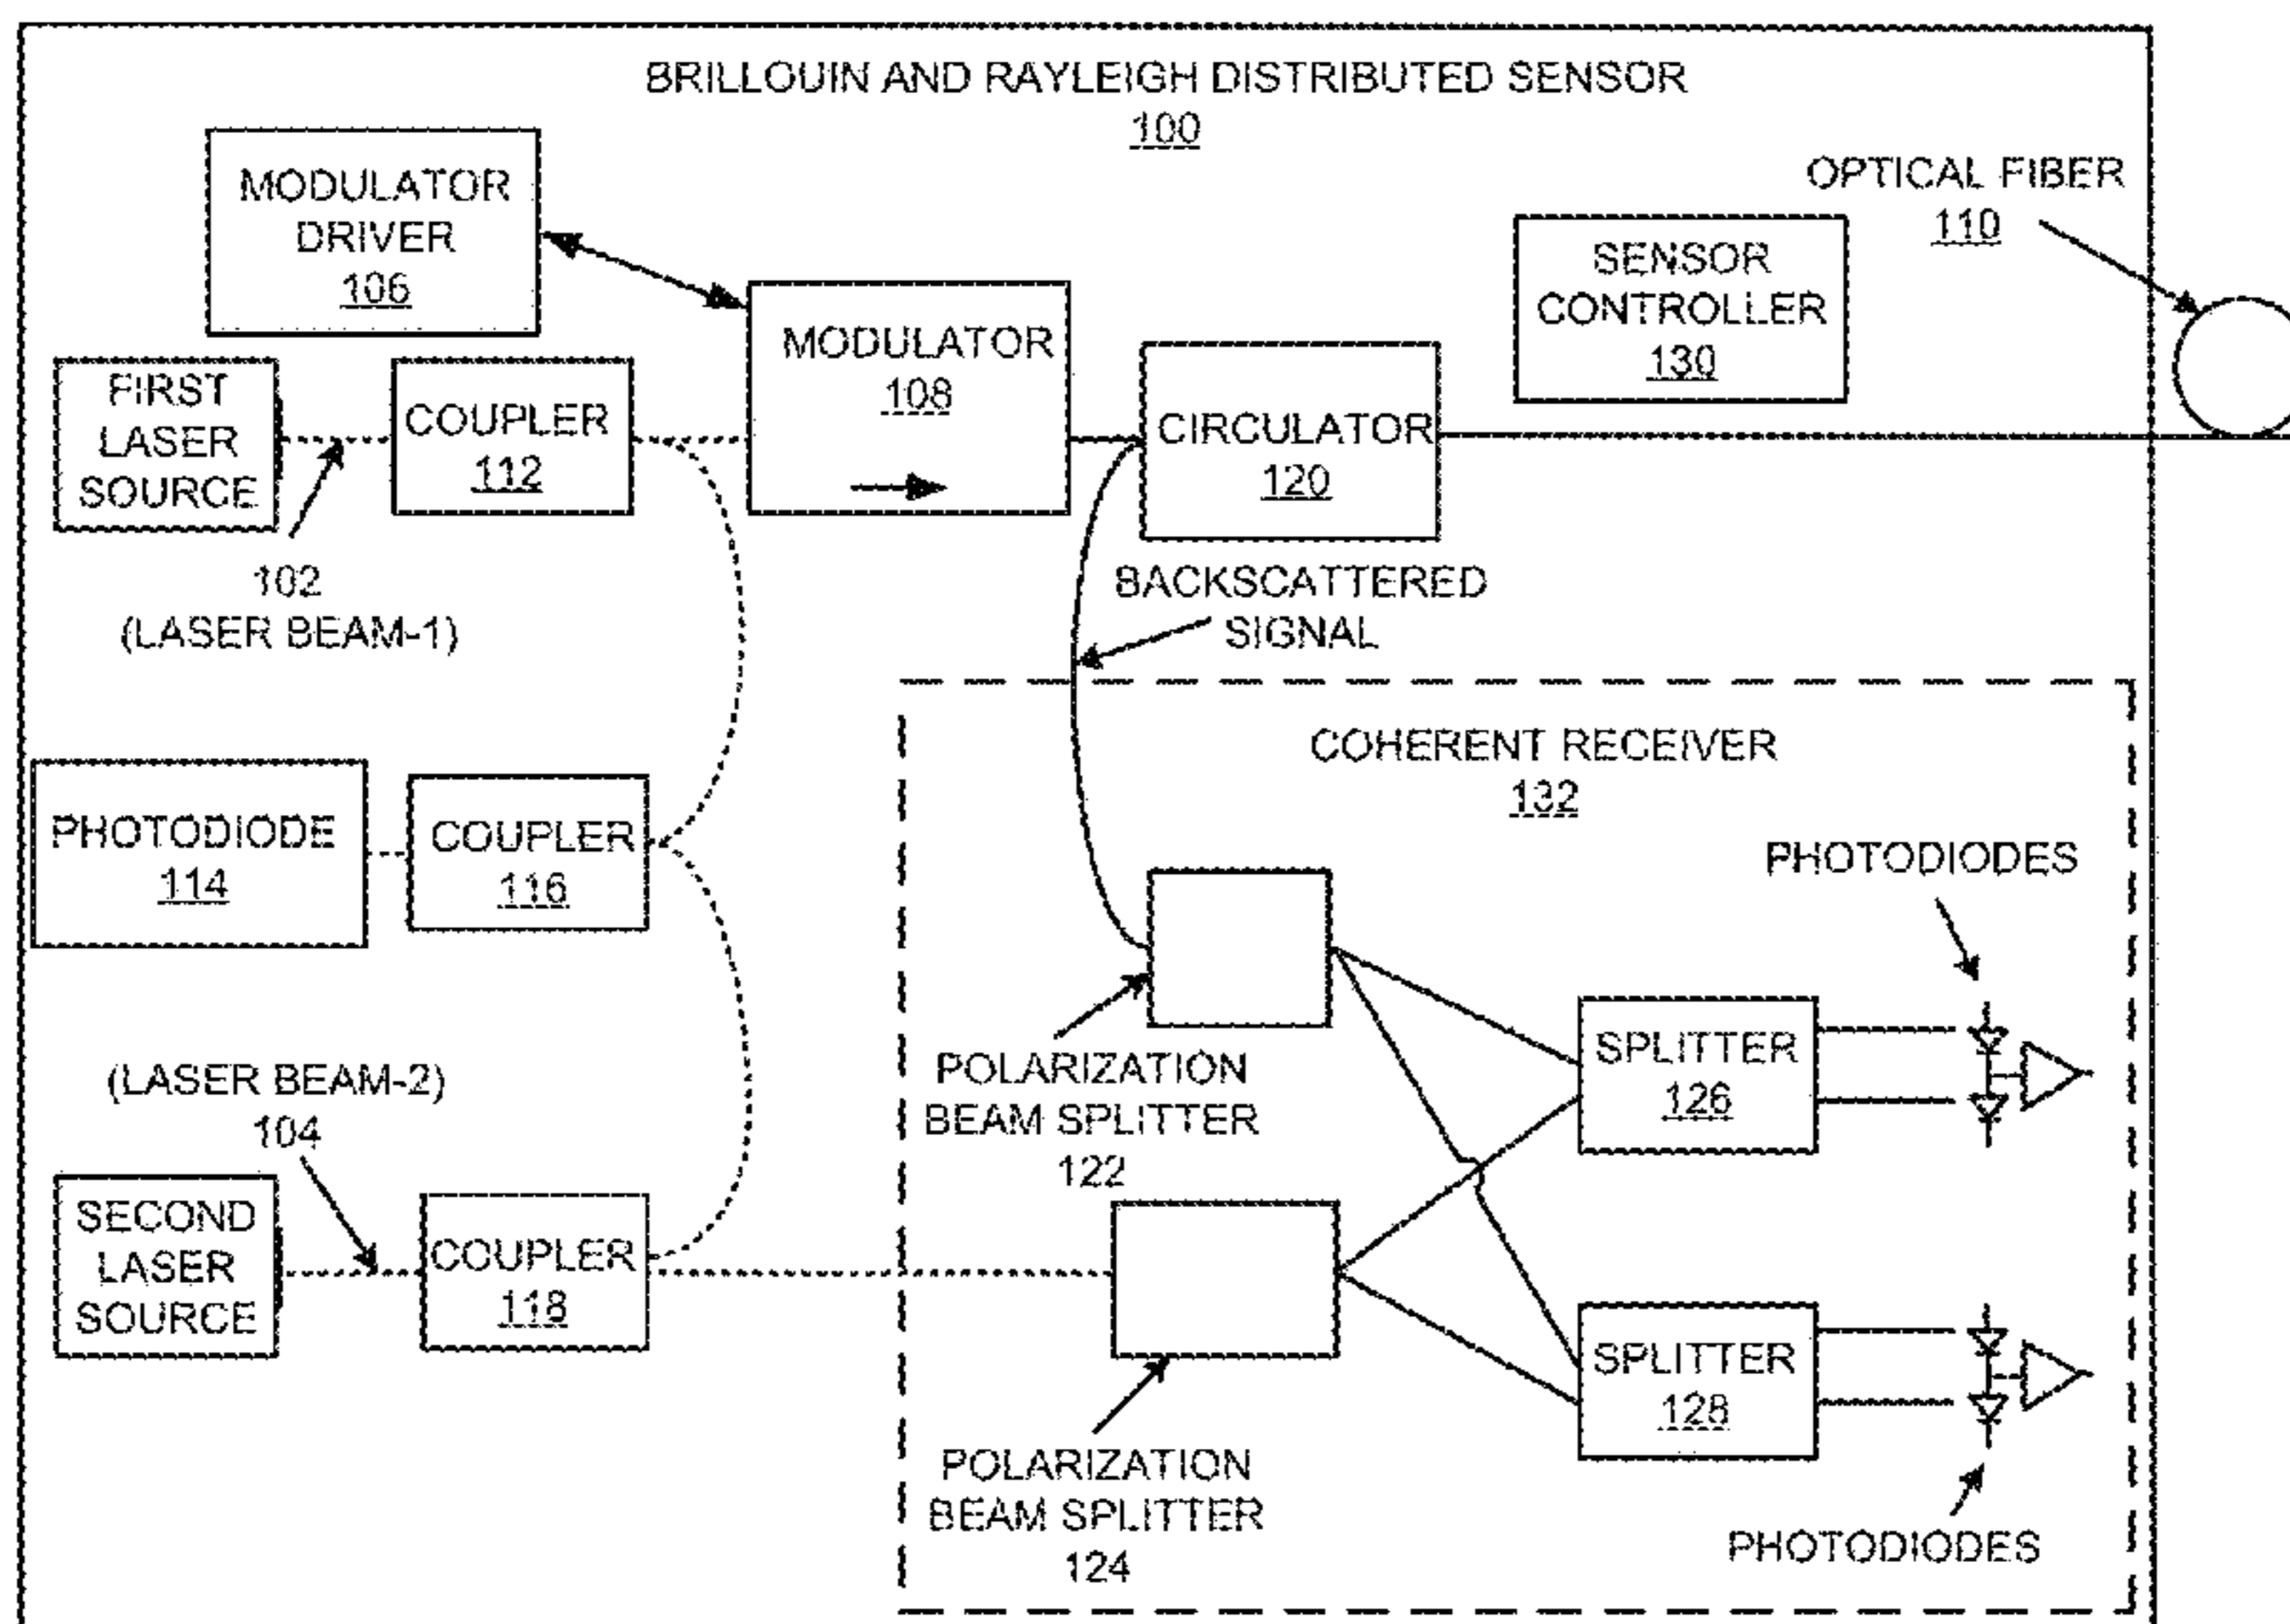 BRILLOUIN AND RAYLEIGH DISTRIBUTED SENSOR
100
MODULATOR
DRIVER
106
OPTICAL FIBER
110
SENSOR
CONTROLLER
130
MODULATOR
108
FIRST
LASER
SOURCE
COUPLER
112
CIRCULATOR
120
102
(LASER BEAM-1)
BACKSCATTERED
SIGNAL
COHERENT RECEIVER
132
PHOTODIODE
114
COUPLER
116
PHOTODIODES
POLARIZATION
BEAM SPLITTER
122
SPLITTER
126
(LASER BEAM-2)
104
SECOND
LASER
SOURCE
COUPLER
118
SPLITTER
128
POLARIZATION
BEAM SPLITTER
124
PHOTODIODES